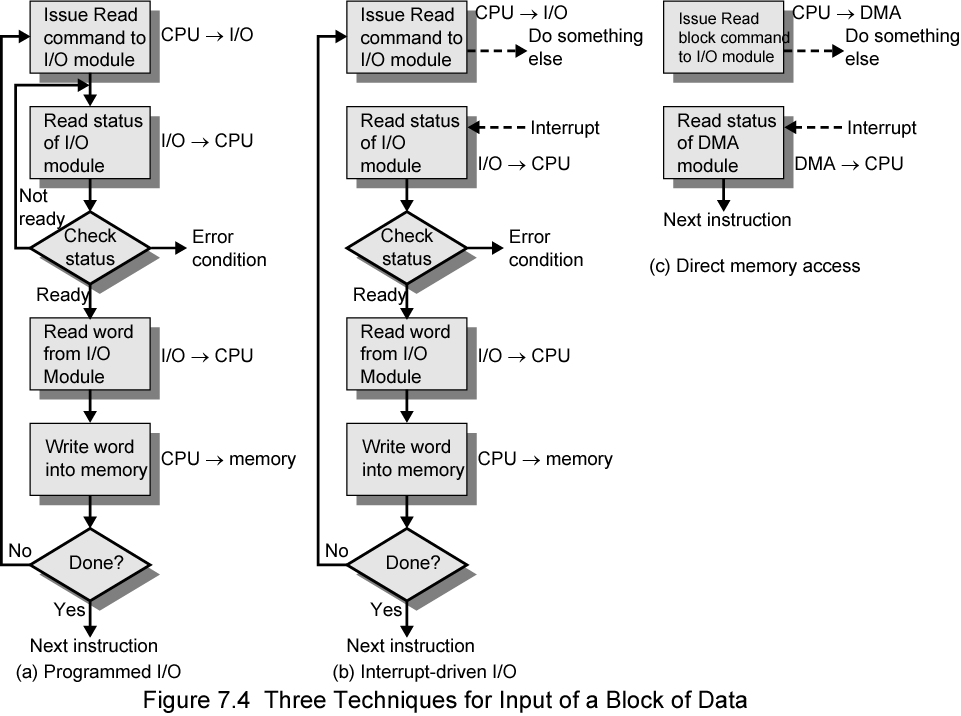 Issue Read
command to
I/O module
CPU → I/O
Read status
of I/O
module
I/O → CPU
Not
ready
Check
status
Error
condition
Ready
Read word
from I/O
Module
I/O → CPU
Write word
into memory
CPU → memory
No
Done?
Yes
Next instruction
(a) Programmed I/O
Issue Read
command to
I/O module
CPU → I/O
Do something
else
Read status
of I/O
module
Interrupt
I/O → CPU
Check
status
Error
condition
Ready
Read word
from I/O
Module
I/O → CPU
Write word
into memory
CPU → memory
No
Done?
Yes
Next instruction
(b) Interrupt-driven I/O
Issue Read
block command
to I/O module
CPU → DMA
Do something
else
Read status
of DMA
module
Interrupt
DMA → CPU
Next instruction
(c) Direct memory access
Figure 7.4 Three Techniques for Input of a Block of Data